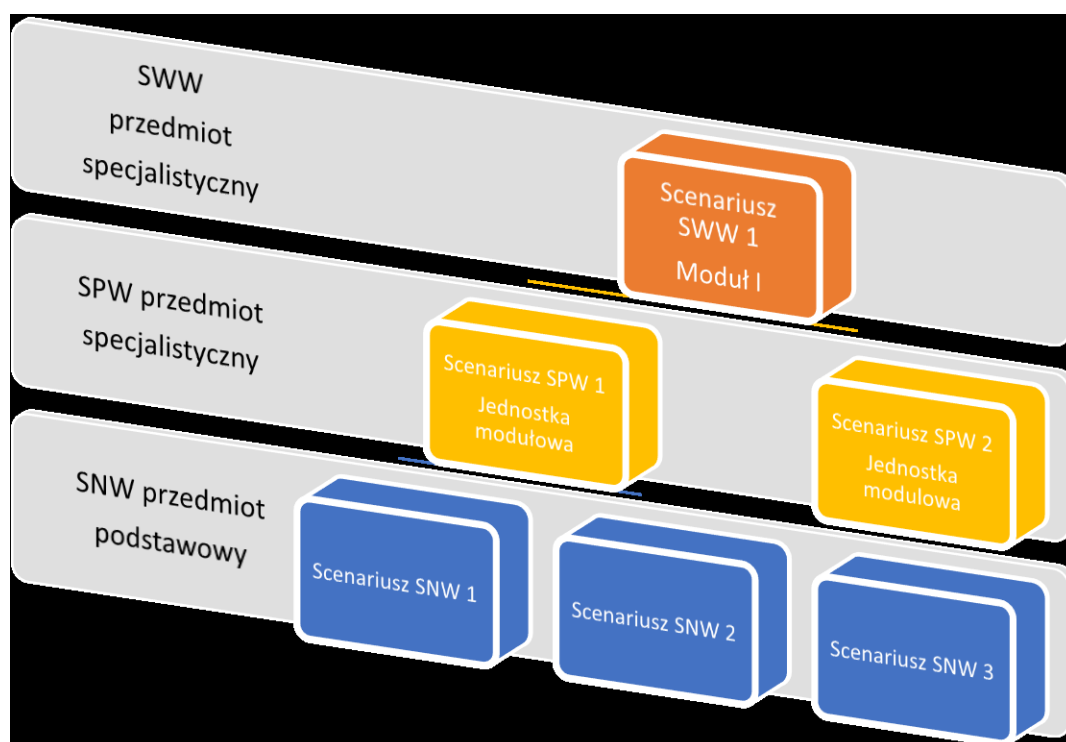 SWW
przedmiot
specjalistyczny
Scenariusz
SWW 1
Moduł I
SPW przedmiot
specjalistyczny
Scenariusz SPW 1
Jednostka
modułowa
Scenariusz SPW 2
Jednostka
modulowa
SNW przedmiot
podstawowy
Scenariusz SNW 1
Scenariusz SNW 2
Scenariusz SNW 3